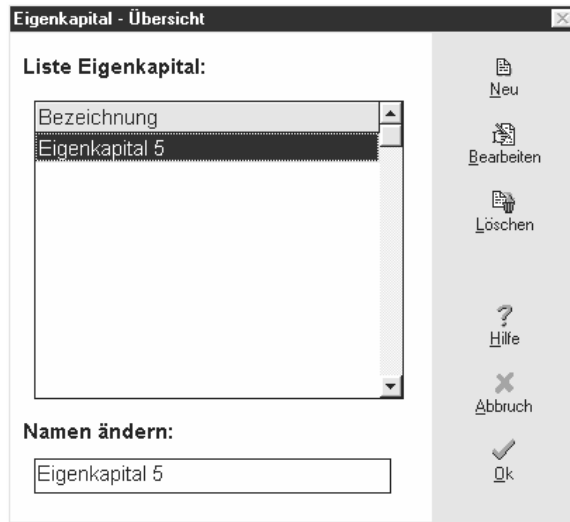 Eigenkapital - Übersicht
Liste Eigenkapital:
Bezeichnung
Eigenkapital 5
Namen ändern:
Eigenkapital 5
Neu
Bearbeiten
Löschen
Hilfe
Abbruch
Ok